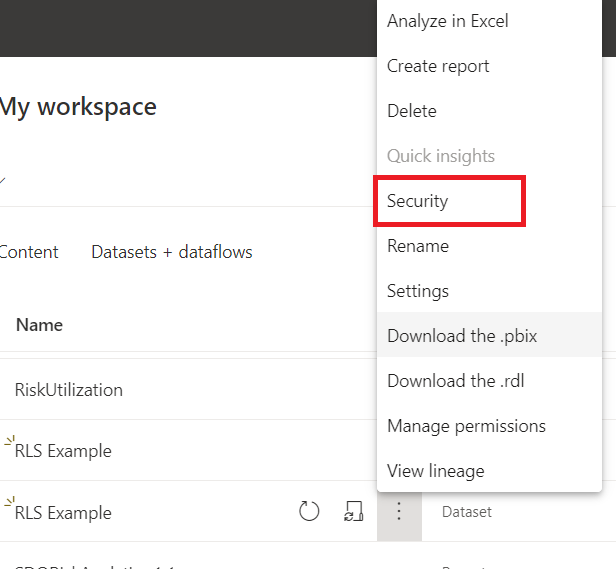 Analyze in Excel
Create report
Delete
Quick insights
Security
Rename
Settings
Download the .pbix
Download the .rdl
Manage permissions
View lineage
My workspace
Content
Datasets + dataflows
Name
RiskUtilization
RLS Example
RLS Example
Dataset